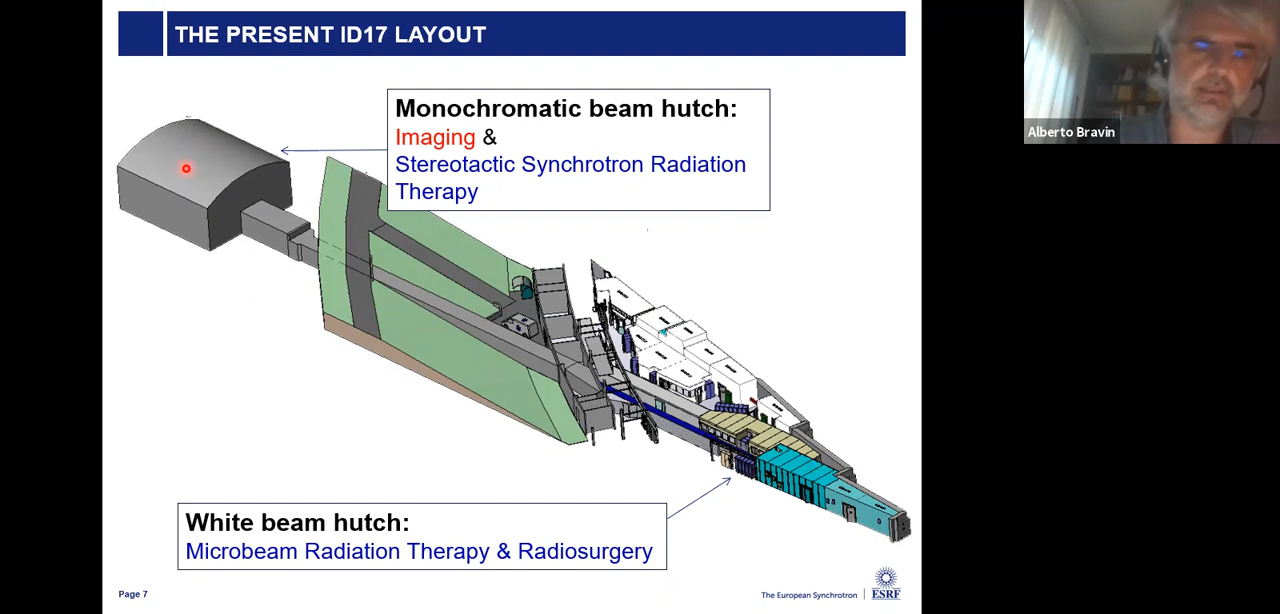 THE PRESENT ID17 LAYOUT
Monochromatic beam hutch:
Imaging &
Stereotactic Synchrotron Radiation
Therapy
Alberto Bravin
White beam hutch:
Microbeam Radiation Therapy & Radiosurgery
Page 7
The European Synchrotron
ESRF